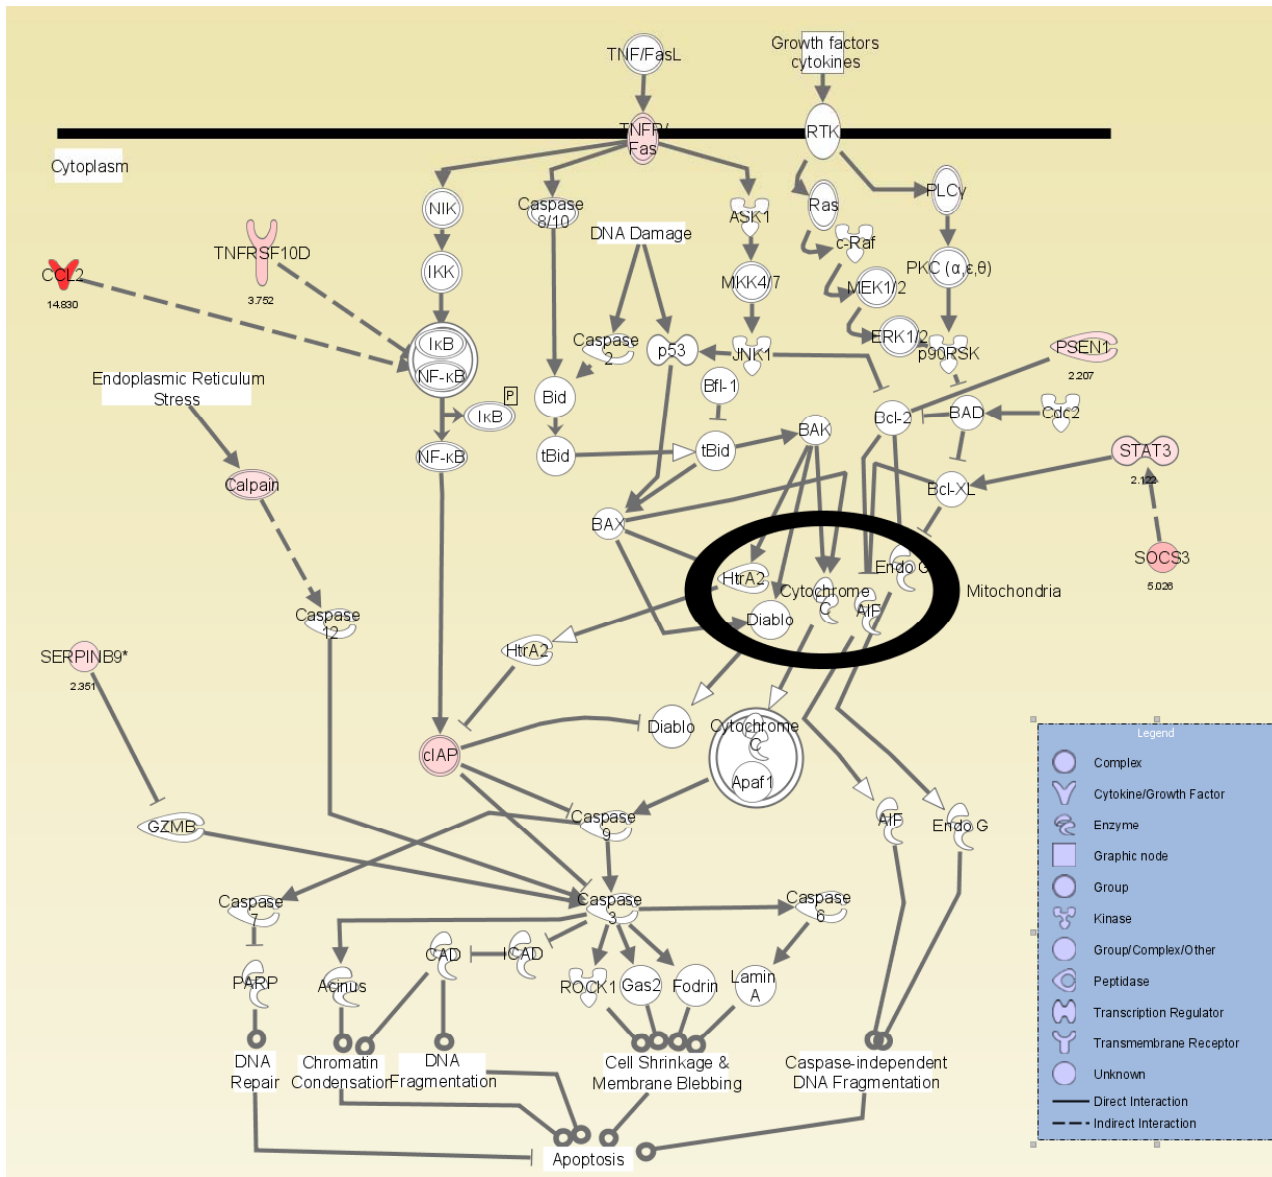 TNF/FasL
Growth factors
cytokines
TNFR/
Fas
RTK
Cytoplasm
NIK
Caspase
8/10
ASK1
Ras
PLCγ
c-Raf
DNA Damage
TNFRSF10D
3.752
CCL2
14.830
IKK
MKK4/7
MEK1/2
PKC (α,ε,θ)
IκB
NF-κB
Caspase
2
p53
JNK1
ERK1/2
p90RSK
PSEN1
2.207
Endoplasmic Reticulum
Stress
P
IκB
Bid
Bfl-1
Bcl-2
BAD
Cdc2
NF-κB
tBid
tBid
BAK
STAT3
2.122
Calpain
Bcl-XL
BAX
SOCS3
5.026
HtrA2
Cytochrome
C
Endo G
AIF
Diablo
Mitochondria
Caspase
12
SERPINB9*
2.351
HtrA2
cIAP
Diablo
Cytochrome
C
Apaf1
GZMB
Caspase
9
AIF
Endo G
Caspase
7
Caspase
3
Caspase
6
PARP
Acinus
CAD
ICAD
ROCK1
Gas2
Fodrin
Lamin
A
DNA
Repair
Chromatin
Condensation
DNA
Fragmentation
Cell Shrinkage &
Membrane Blebbing
Caspase-independent
DNA Fragmentation
Apoptosis
Legend
Complex
Cytokine/Growth Factor
Enzyme
Graphic node
Group
Kinase
Group/Complex/Other
Peptidase
Transcription Regulator
Transmembrane Receptor
Unknown
Direct Interaction
Indirect Interaction